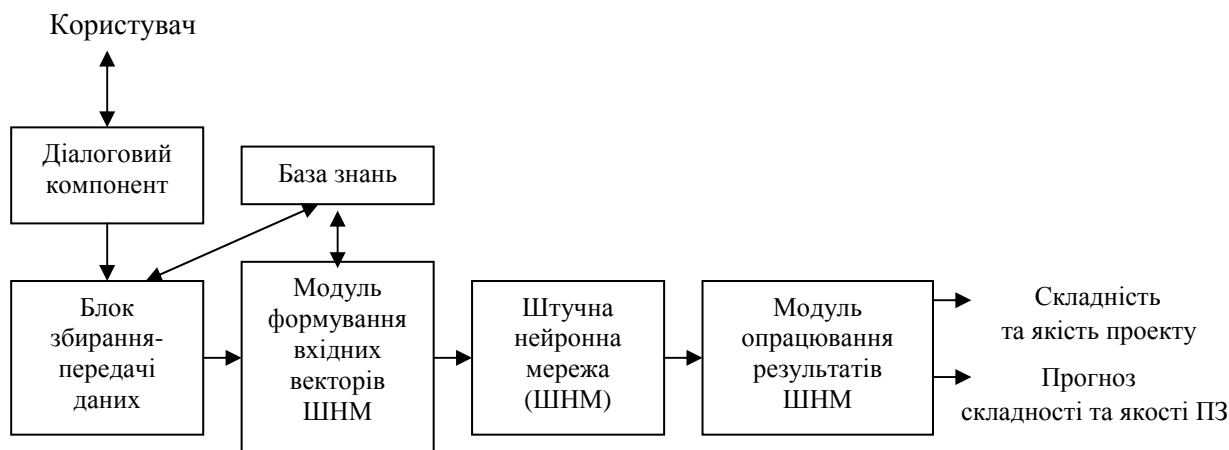 Користувач
Діалоговий
компонент
База знань
Блок
збирання-
передачі
даних
Модуль
формування
вхідних
векторів
ШНМ
Штучна
нейронна
мережа
(ШНМ)
Модуль
опрацювання
результатів
ШНМ
Складність
та якість проекту
Прогноз
складності та якості ПЗ